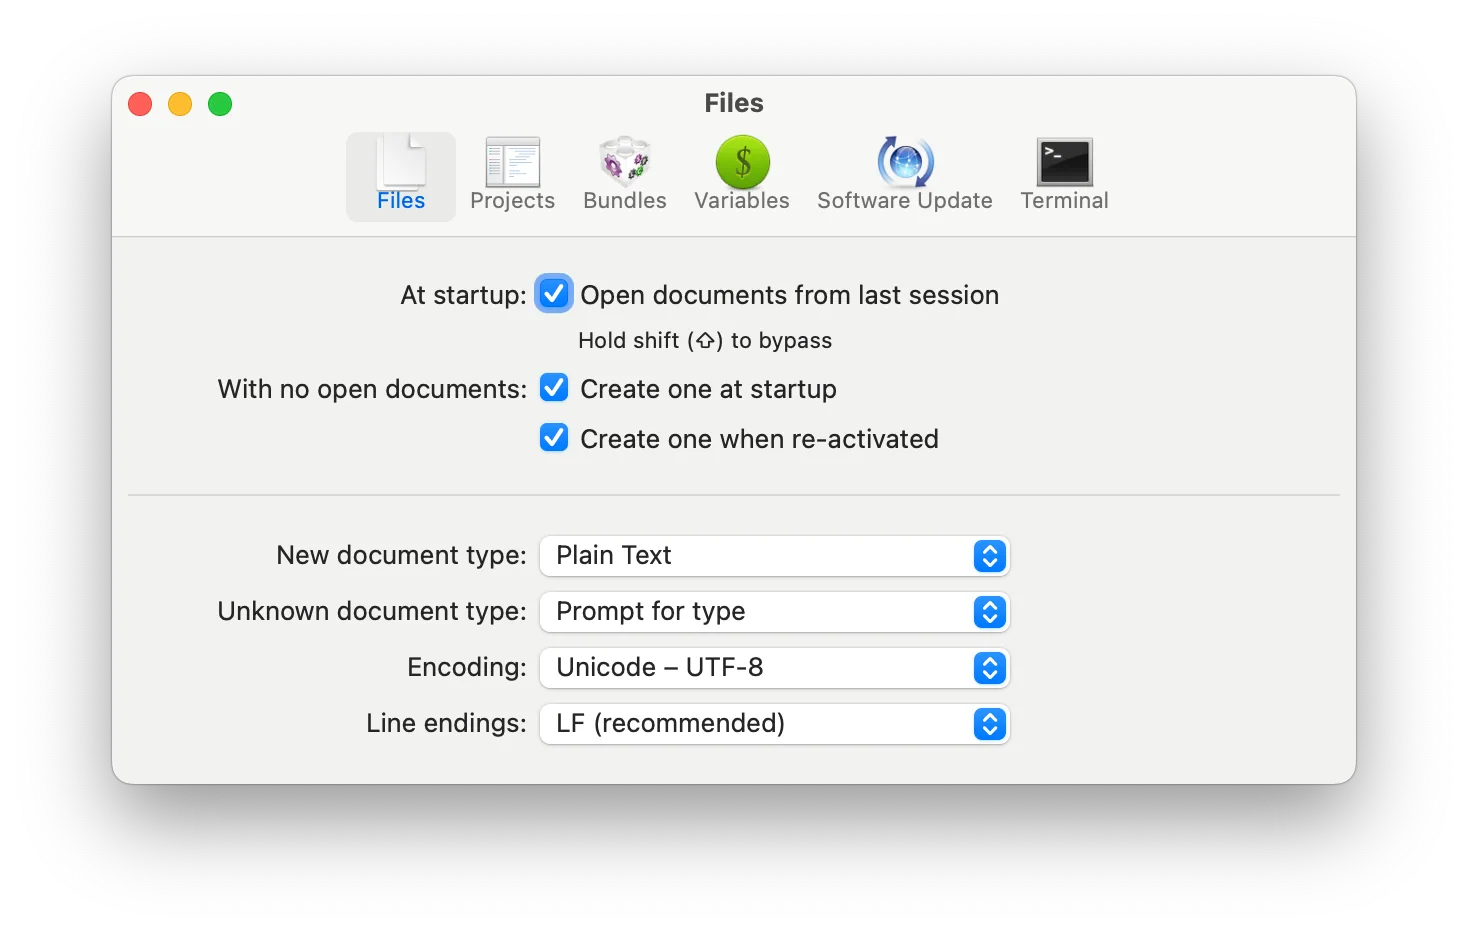 Files
Files Projects Bundles Variables Software Update Terminal
At startup: Open documents from last session
Hold shift (⇧) to bypass
With no open documents: Create one at startup
Create one when re-activated
New document type: Plain Text
Unknown document type: Prompt for type
Encoding: Unicode – UTF-8
Line endings: LF (recommended)